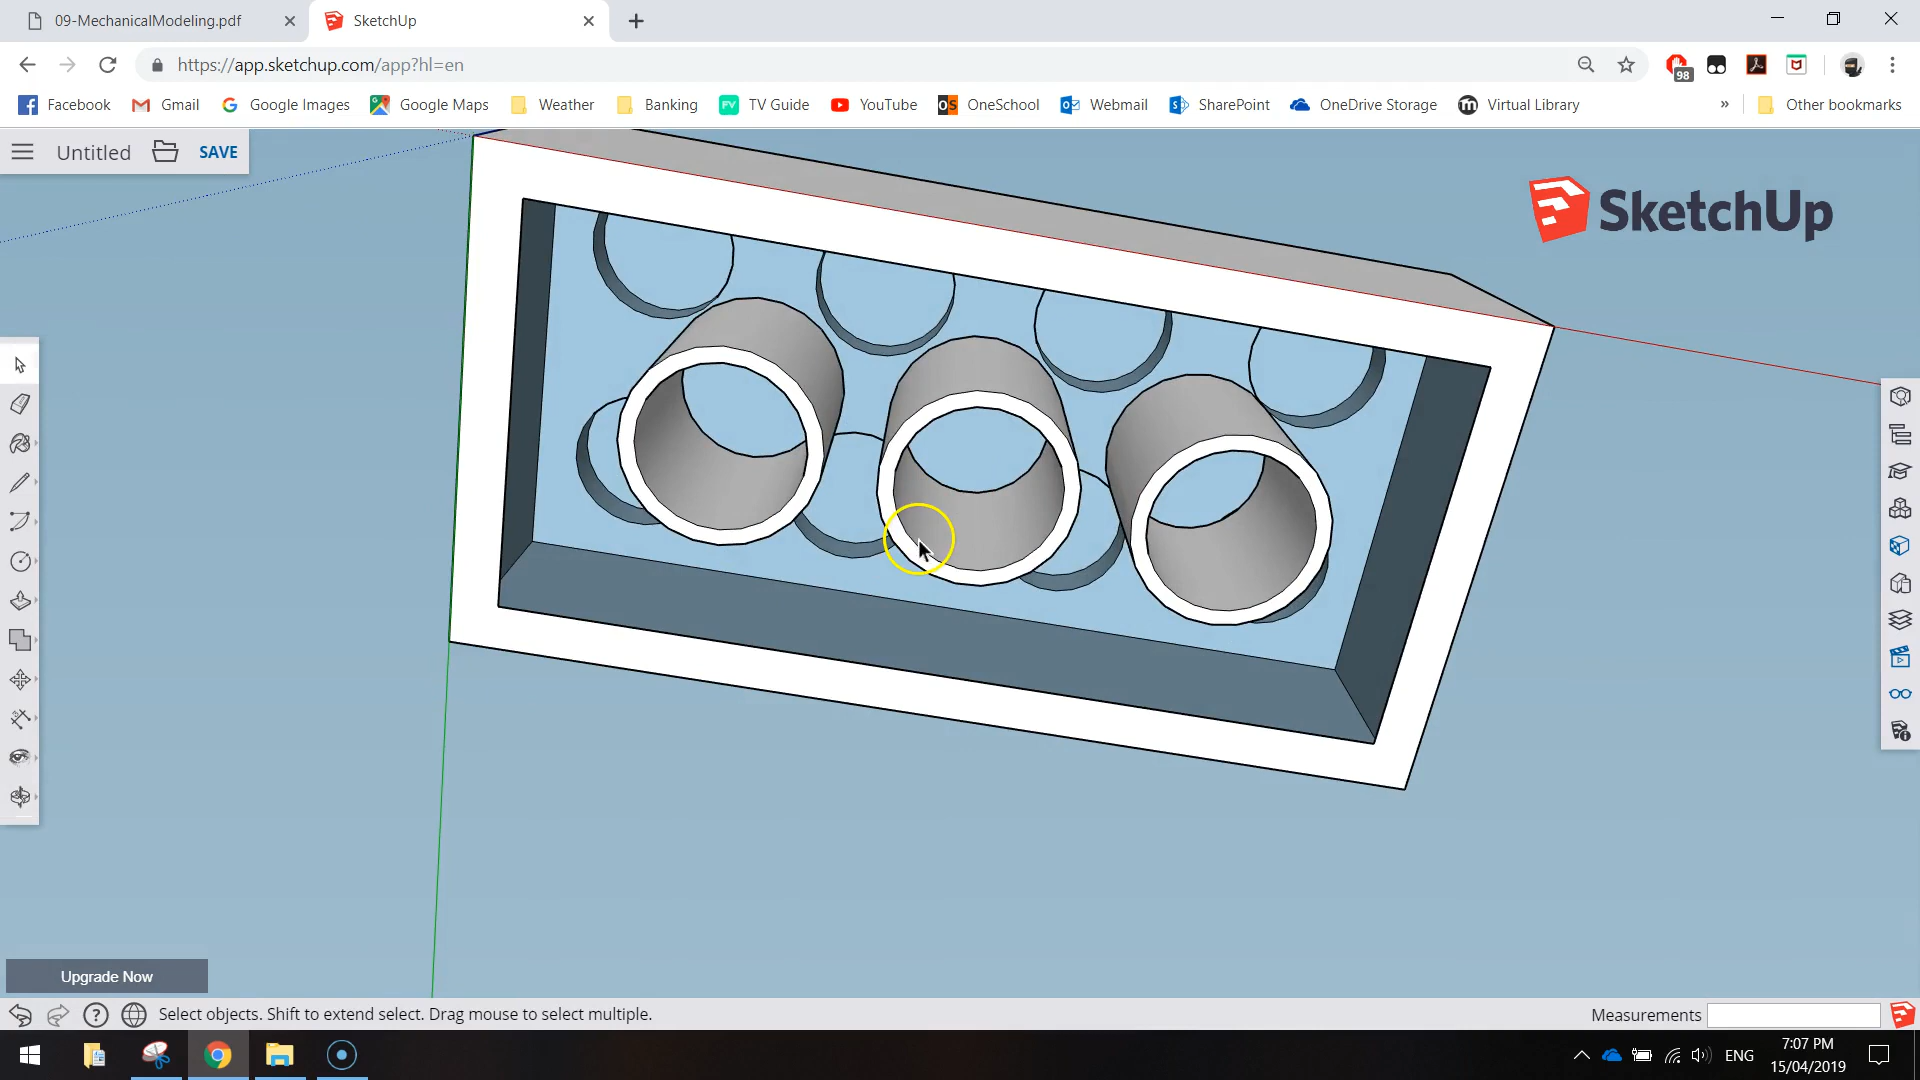 09-MechanicalModeling.pdf
SketchUp
https://app.sketchup.com/app?hl=en
98
Facebook
Gmail
Google Images
Google Maps
Weather
Banking
TV Guide
YouTube
OneSchool
Webmail
SharePoint
OneDrive Storage
Virtual Library
»
Other bookmarks
Untitled
SAVE
SketchUp
Upgrade Now
Select objects. Shift to extend select. Drag mouse to select multiple.
Measurements
ENG
7:07 PM
15/04/2019